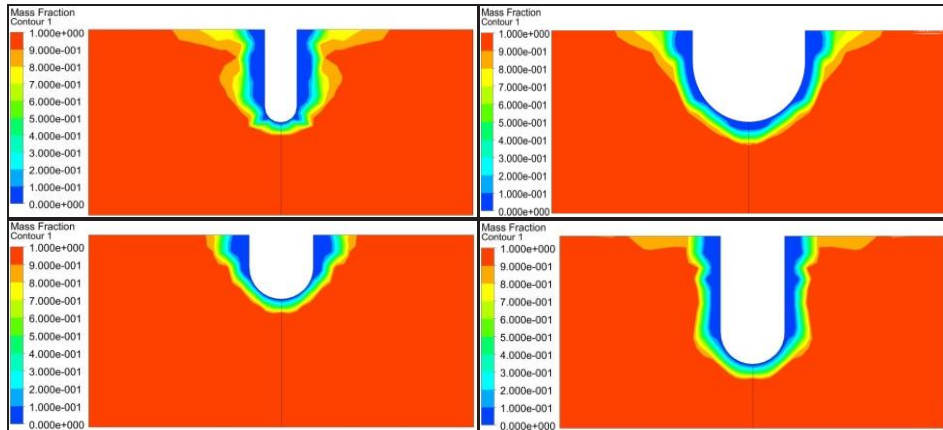 Mass Fraction
Contour 1
1.000e+000
9.000e-001
8.000e-001
7.000e-001
6.000e-001
5.000e-001
4.000e-001
3.000e-001
2.000e-001
1.000e-001
0.000e+000
Mass Fraction
Contour 1
1.000e+000
9.000e-001
8.000e-001
7.000e-001
6.000e-001
5.000e-001
4.000e-001
3.000e-001
2.000e-001
1.000e-001
0.000e+000
Mass Fraction
Contour 1
1.000e+000
9.000e-001
8.000e-001
7.000e-001
6.000e-001
5.000e-001
4.000e-001
3.000e-001
2.000e-001
1.000e-001
0.000e+000
Mass Fraction
Contour 1
1.000e+000
9.000e-001
8.000e-001
7.000e-001
6.000e-001
5.000e-001
4.000e-001
3.000e-001
2.000e-001
1.000e-001
0.000e+000